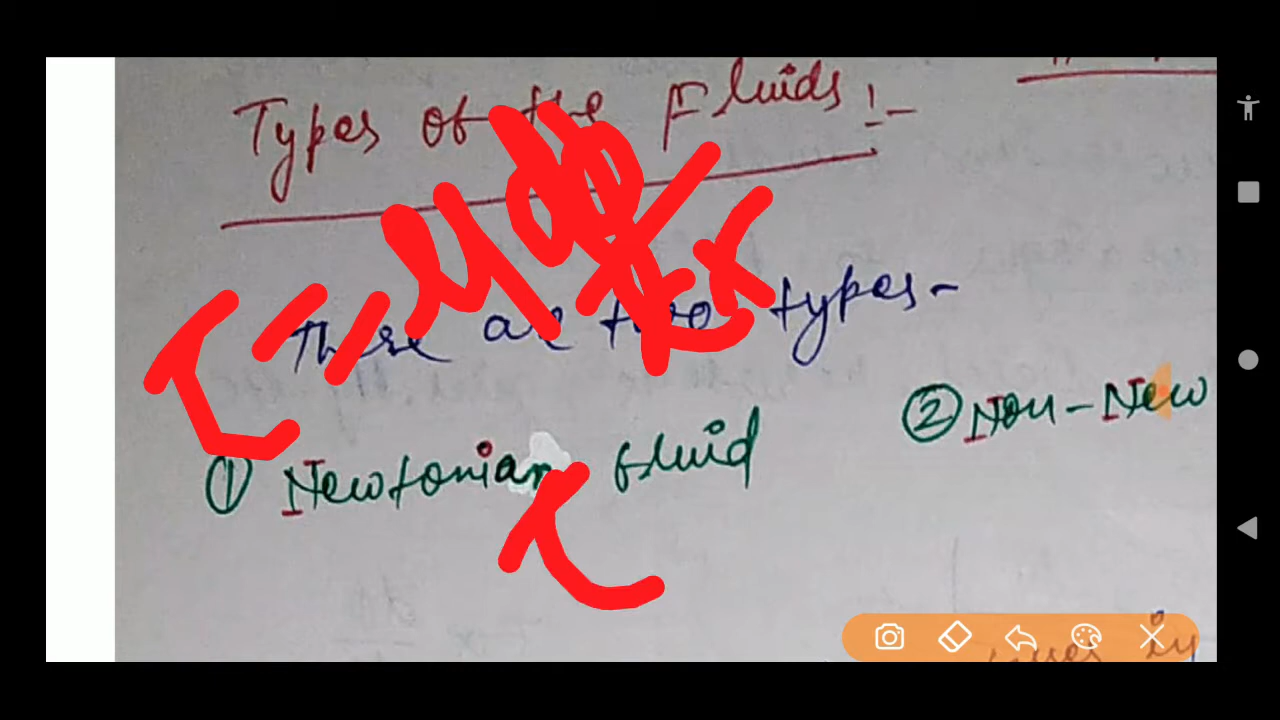 Types of the Fluids :-
τ = μ
There are two types-
① Newtonian fluid
② Non-New
τ